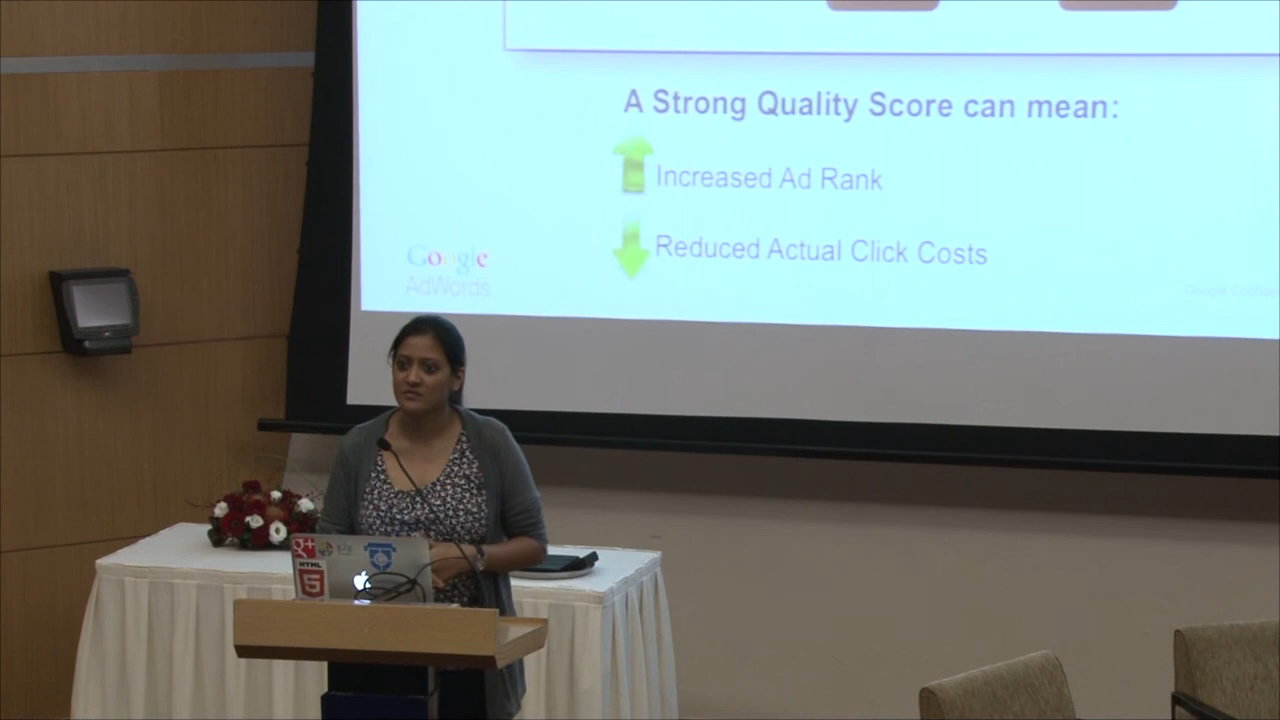 A Strong Quality Score can mean:
Increased Ad Rank
Reduced Actual Click Costs
Google
AdWords
g+
HTML
5